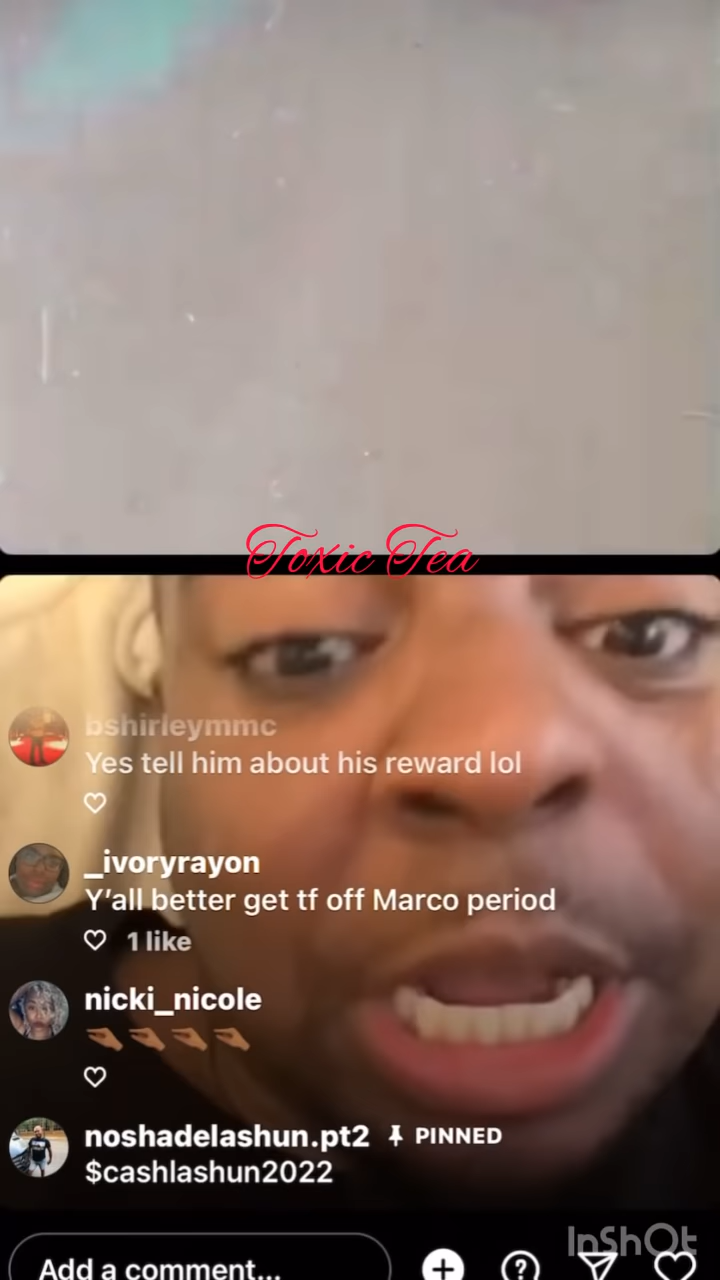 Toxic Tea
bshirleymmc
Yes tell him about his reward lol
_ivoryrayon
Y'all better get tf off Marco period
1 like
nicki_nicole
noshadelashun.pt2 PINNED
$cashlashun2022
Add a comment...
InShOt